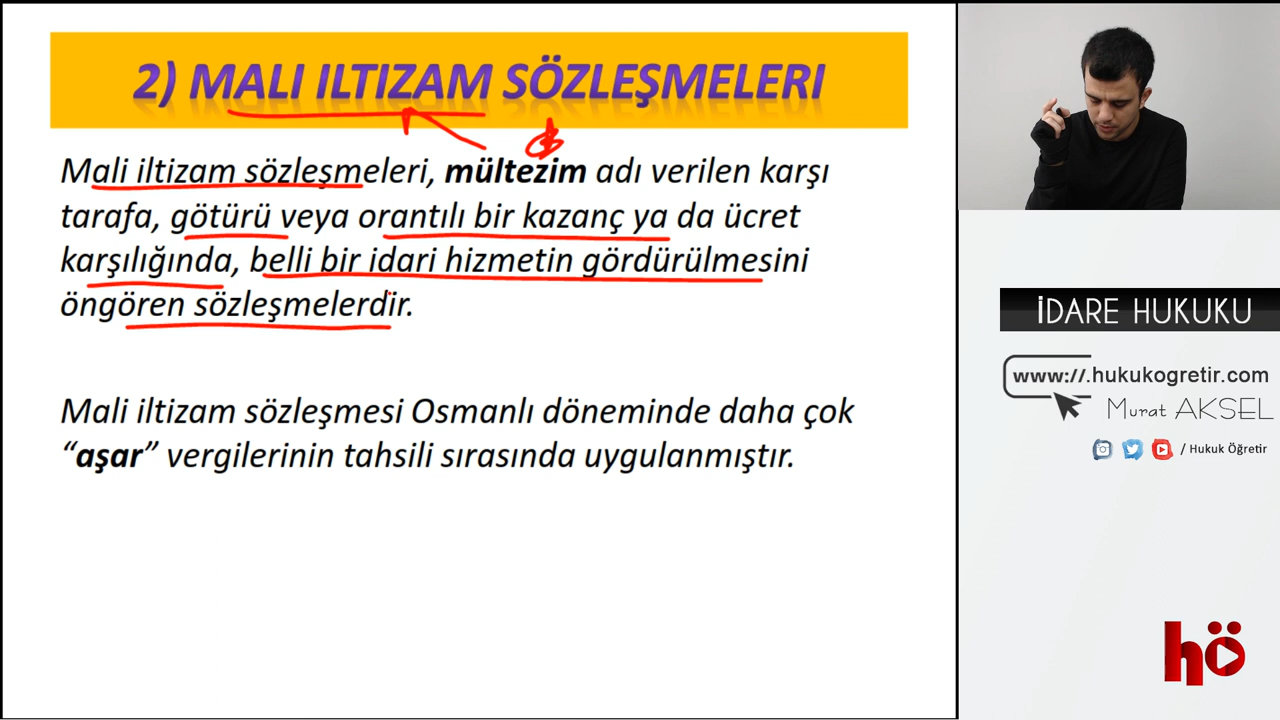 2) MALI ILTIZAM SÖZLEŞMELERI
Mali iltizam sözleşmeleri, mültezim adı verilen karşı
tarafa, götürü veya orantılı bir kazanç ya da ücret
karşılığında, belli bir idari hizmetin gördürülmesini
öngören sözleşmelerdir.
Mali iltizam sözleşmesi Osmanlı döneminde daha çok
“aşar” vergilerinin tahsili sırasında uygulanmıştır.
İDARE HUKUKU
www://.hukukogretir.com
Murat AKSEL
/ Hukuk Öğretir
hö